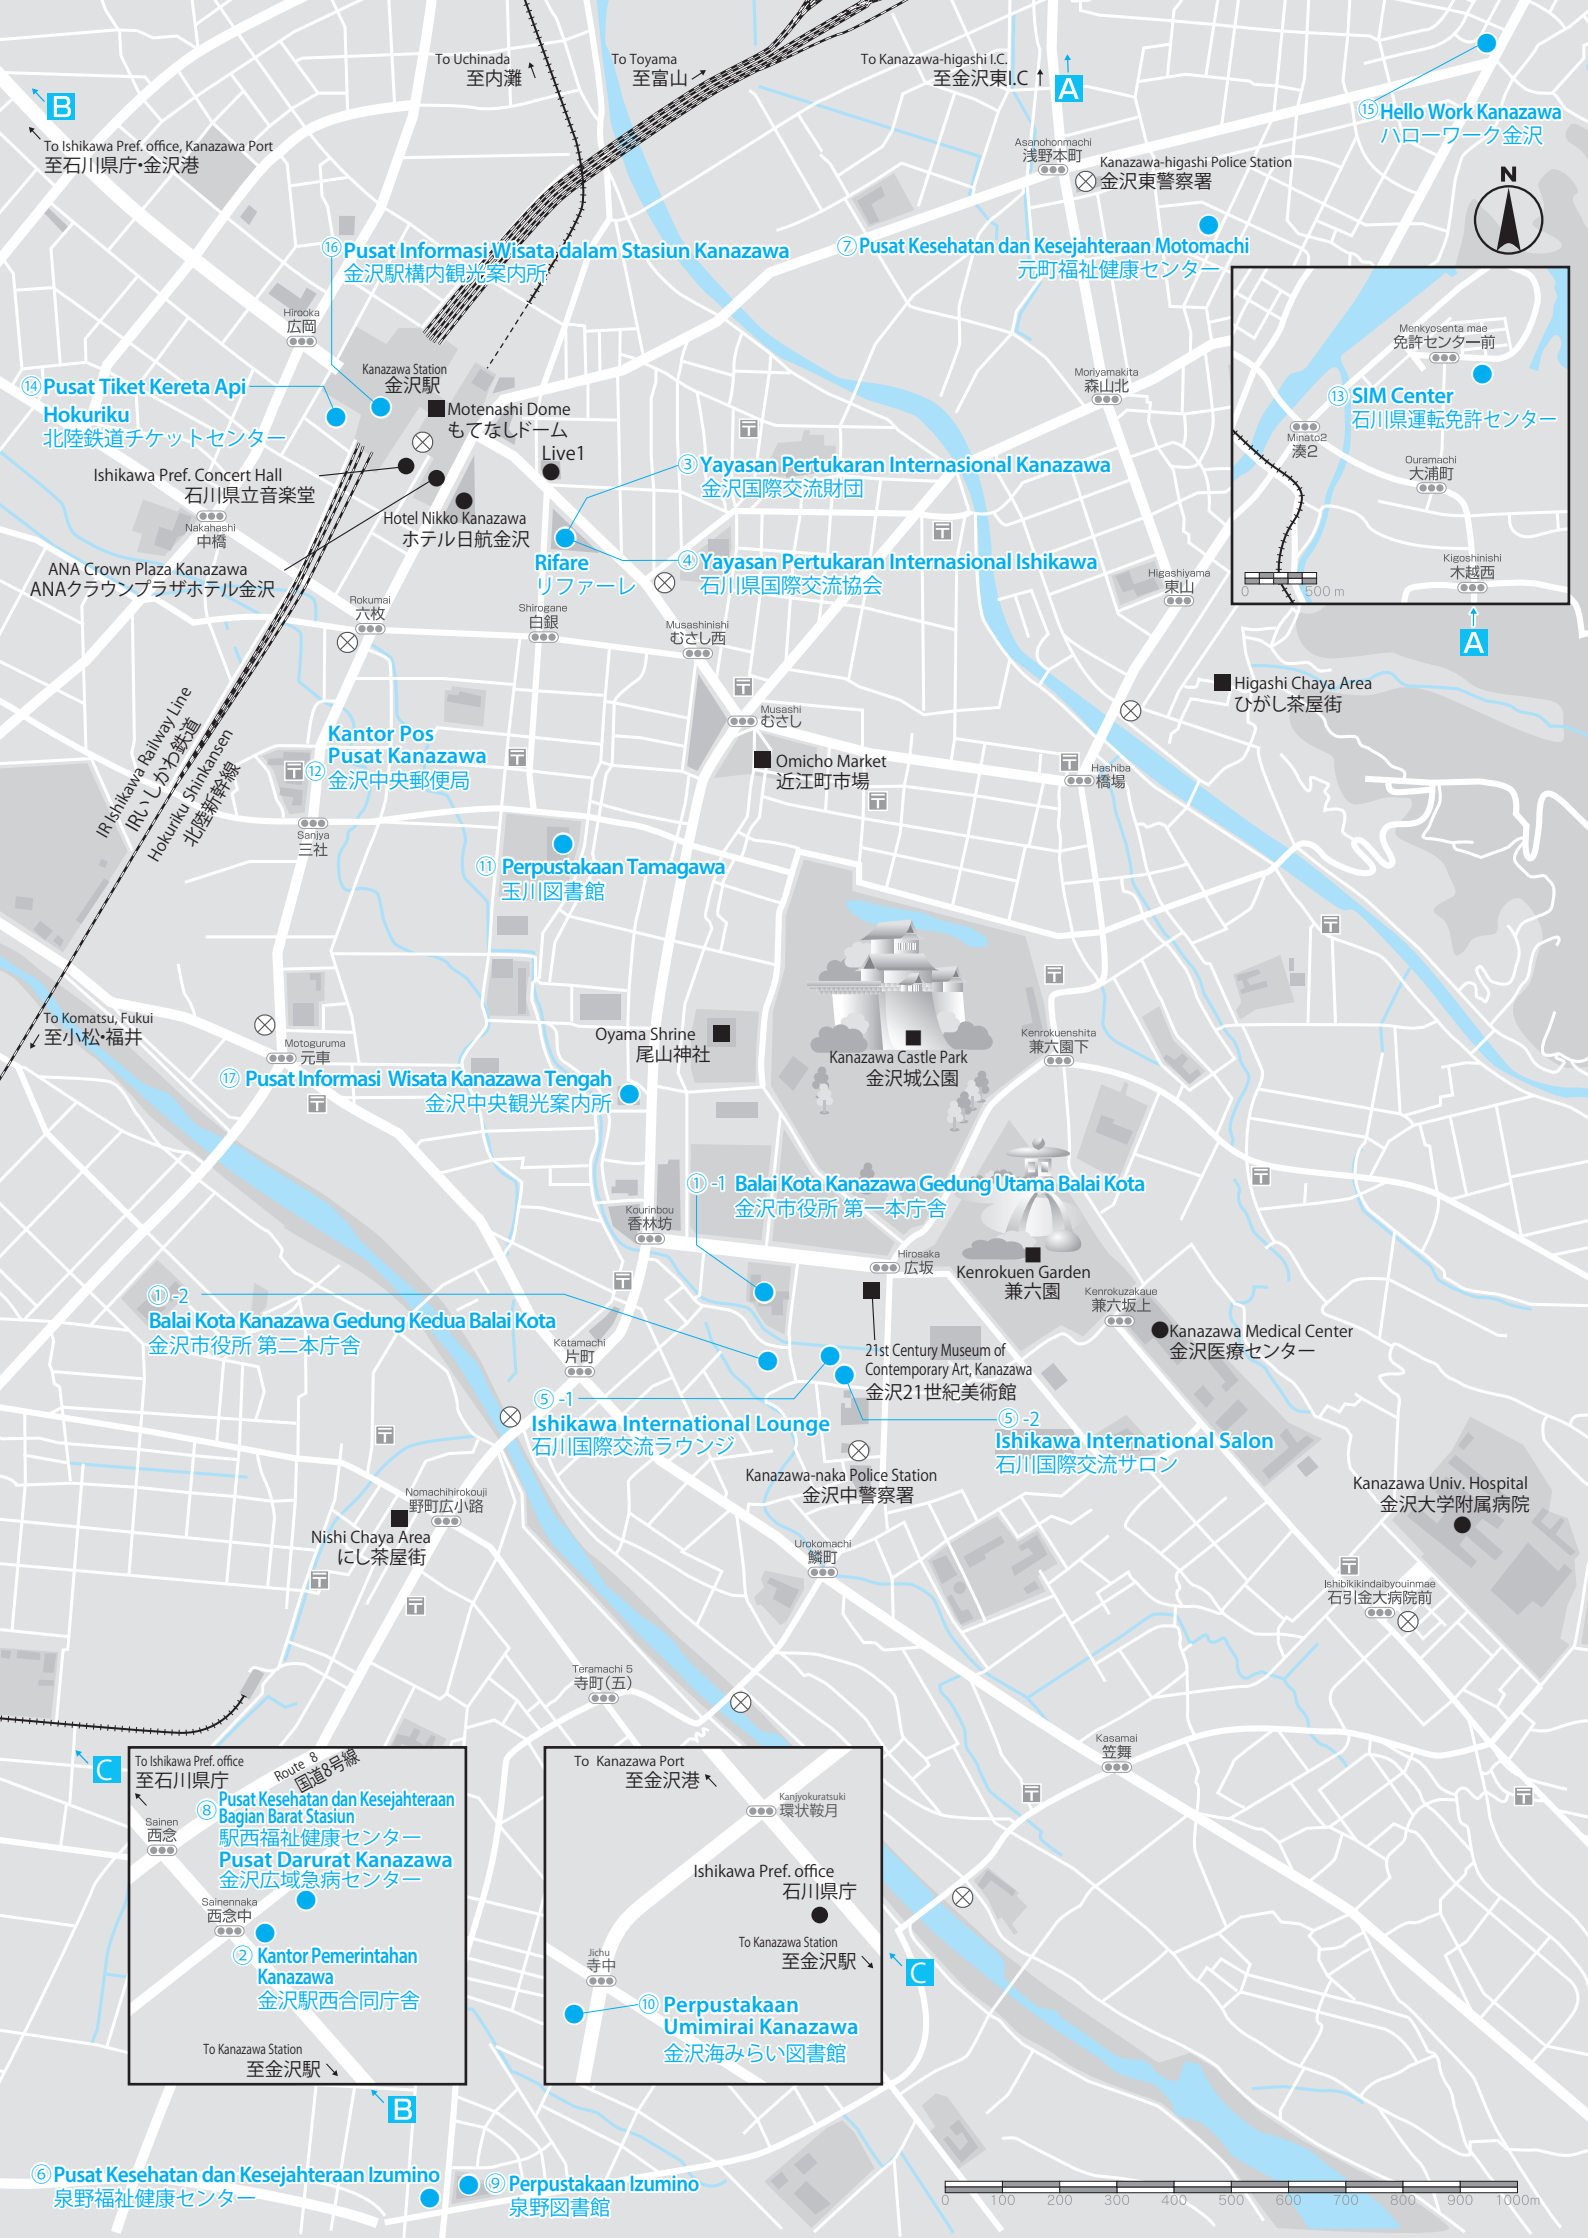 To Uchinada
至内灘
To Toyama
至富山
To Kanazawa-higashi I.C.
至金沢東I.C
A
B
To Ishikawa Pref. office, Kanazawa Port
至石川県庁・金沢港
⑮ Hello Work Kanazawa
ハローワーク金沢
Asanohonmachi
浅野本町
Kanazawa-higashi Police Station
金沢東警察署
N
⑯ Pusat Informasi Wisata dalam Stasiun Kanazawa
金沢駅構内観光案内所
⑦ Pusat Kesehatan dan Kesejahteraan Motomachi
元町福祉健康センター
Hirooka
広岡
Menkyosenta mae
免許センター前
⑬ SIM Center
石川県運転免許センター
Minato2
湊2
Ouramachi
大浦町
Kigoshinishi
木越西
0 500 m
A
Kanazawa Station
金沢駅
⑭ Pusat Tiket Kereta Api
Hokuriku
北陸鉄道チケットセンター
Motenashi Dome
もてなしドーム
Moriyamakita
森山北
Live1
Ishikawa Pref. Concert Hall
石川県立音楽堂
③ Yayasan Pertukaran Internasional Kanazawa
金沢国際交流財団
Nakahashi
中橋
Hotel Nikko Kanazawa
ホテル日航金沢
Rifare
リファーレ
④ Yayasan Pertukaran Internasional Ishikawa
石川県国際交流協会
ANA Crown Plaza Kanazawa
ANAクラウンプラザホテル金沢
Higashiyama
東山
Rokumai
六枚
Shirogane
白銀
Musashinishi
むさし西
Higashi Chaya Area
ひがし茶屋街
IR Ishikawa Railway Line
IRいしかわ鉄道
Hokuriku Shinkansen
北陸新幹線
Musashi
むさし
Kantor Pos
Pusat Kanazawa
⑫ 金沢中央郵便局
Omicho Market
近江町市場
Hashiba
橋場
Sanjya
三社
⑪ Perpustakaan Tamagawa
玉川図書館
To Komatsu, Fukui
至小松・福井
Motoguruma
元車
Oyama Shrine
尾山神社
Kanazawa Castle Park
金沢城公園
Kenrokuenshita
兼六園下
⑰ Pusat Informasi Wisata Kanazawa Tengah
金沢中央観光案内所
①-1 Balai Kota Kanazawa Gedung Utama Balai Kota
金沢市役所 第一本庁舎
Kourinbou
香林坊
Hirosaka
広坂
Kenrokuen Garden
兼六園
Kenrokuzakaue
兼六坂上
①-2
Balai Kota Kanazawa Gedung Kedua Balai Kota
金沢市役所 第二本庁舎
Katamachi
片町
Kanazawa Medical Center
金沢医療センター
21st Century Museum of
Contemporary Art, Kanazawa
金沢21世紀美術館
⑤-1
Ishikawa International Lounge
石川国際交流ラウンジ
⑤-2
Ishikawa International Salon
石川国際交流サロン
Kanazawa-naka Police Station
金沢中警察署
Kanazawa Univ. Hospital
金沢大学附属病院
Nomachihirokouji
野町広小路
Nishi Chaya Area
にし茶屋街
Urokomachi
鱗町
Ishibikikindaibyouinmae
石引金大病院前
Teramachi 5
寺町(五)
Kasamai
笠舞
C
To Ishikawa Pref. office
至石川県庁
Route 8
国道8号線
Sainen
西念
⑧ Pusat Kesehatan dan Kesejahteraan
Bagian Barat Stasiun
駅西福祉健康センター
Pusat Darurat Kanazawa
金沢広域急病センター
Sainennaka
西念中
② Kantor Pemerintahan
Kanazawa
金沢駅西合同庁舎
To Kanazawa Station
至金沢駅
B
To Kanazawa Port
至金沢港
Kanjyokuratsuki
環状鞍月
Ishikawa Pref. office
石川県庁
To Kanazawa Station
至金沢駅
Jichu
寺中
⑩ Perpustakaan
Umimirai Kanazawa
金沢海みらい図書館
C
⑥ Pusat Kesehatan dan Kesejahteraan Izumino
泉野福祉健康センター
⑨ Perpustakaan Izumino
泉野図書館
0 100 200 300 400 500 600 700 800 900 1000m